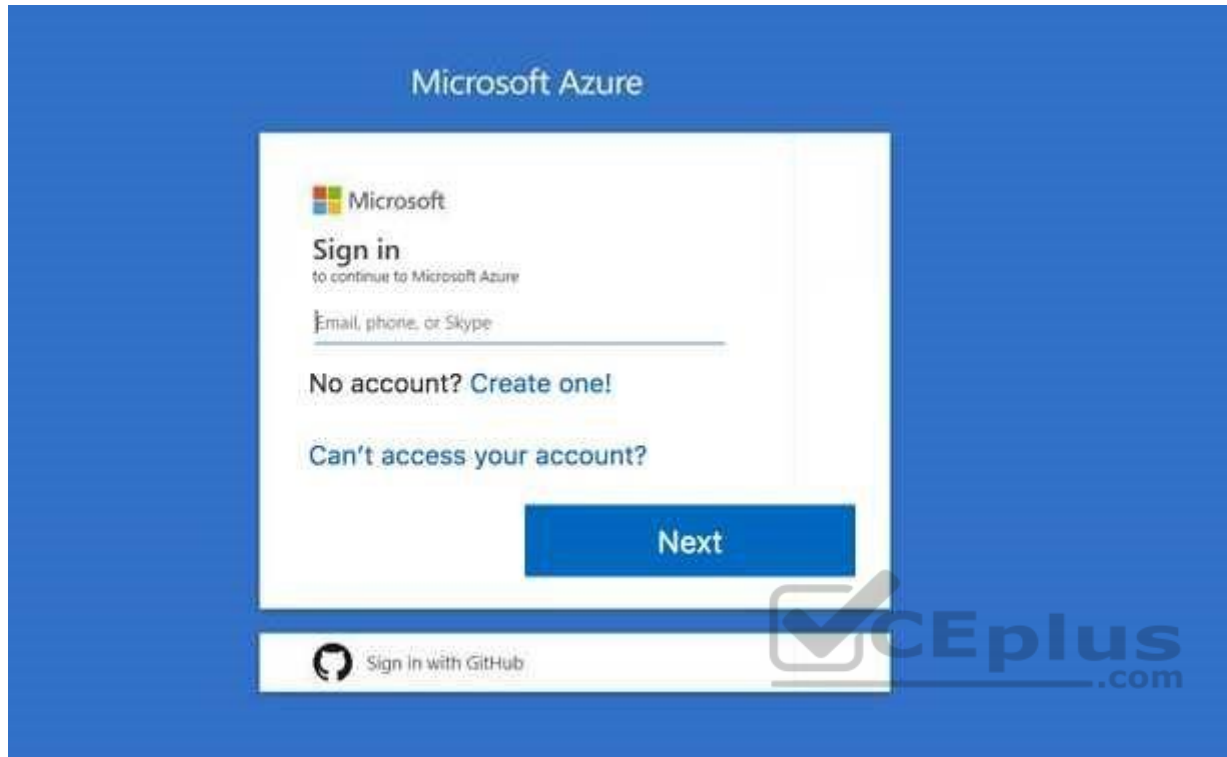 Microsoft Azure
Microsoft
Sign in
to continue to Microsoft Azure
Email, phone, or Skype
No account? Create one!
Can't access your account?
Next
Sign in with GitHub
CEplus
.com